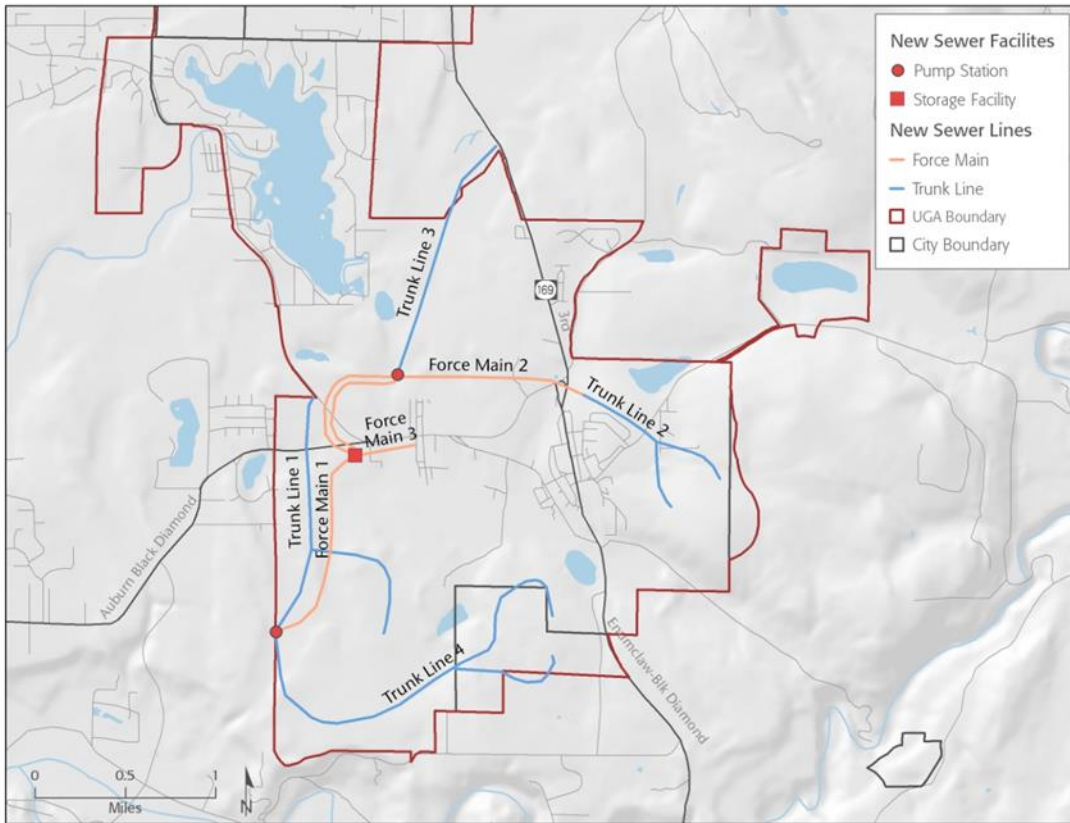 New Sewer Facilites
Pump Station
Storage Facility
New Sewer Lines
Force Main
Trunk Line
UGA Boundary
City Boundary
Trunk Line 3
169
3rd
Force Main 2
Trunk Line 2
Force
Main 3
Trunk Line 1
Force Main 1
Auburn Black Diamond
Trunk Line 4
Enumclaw-Blk Diamond
0 0.5 1
Miles
N